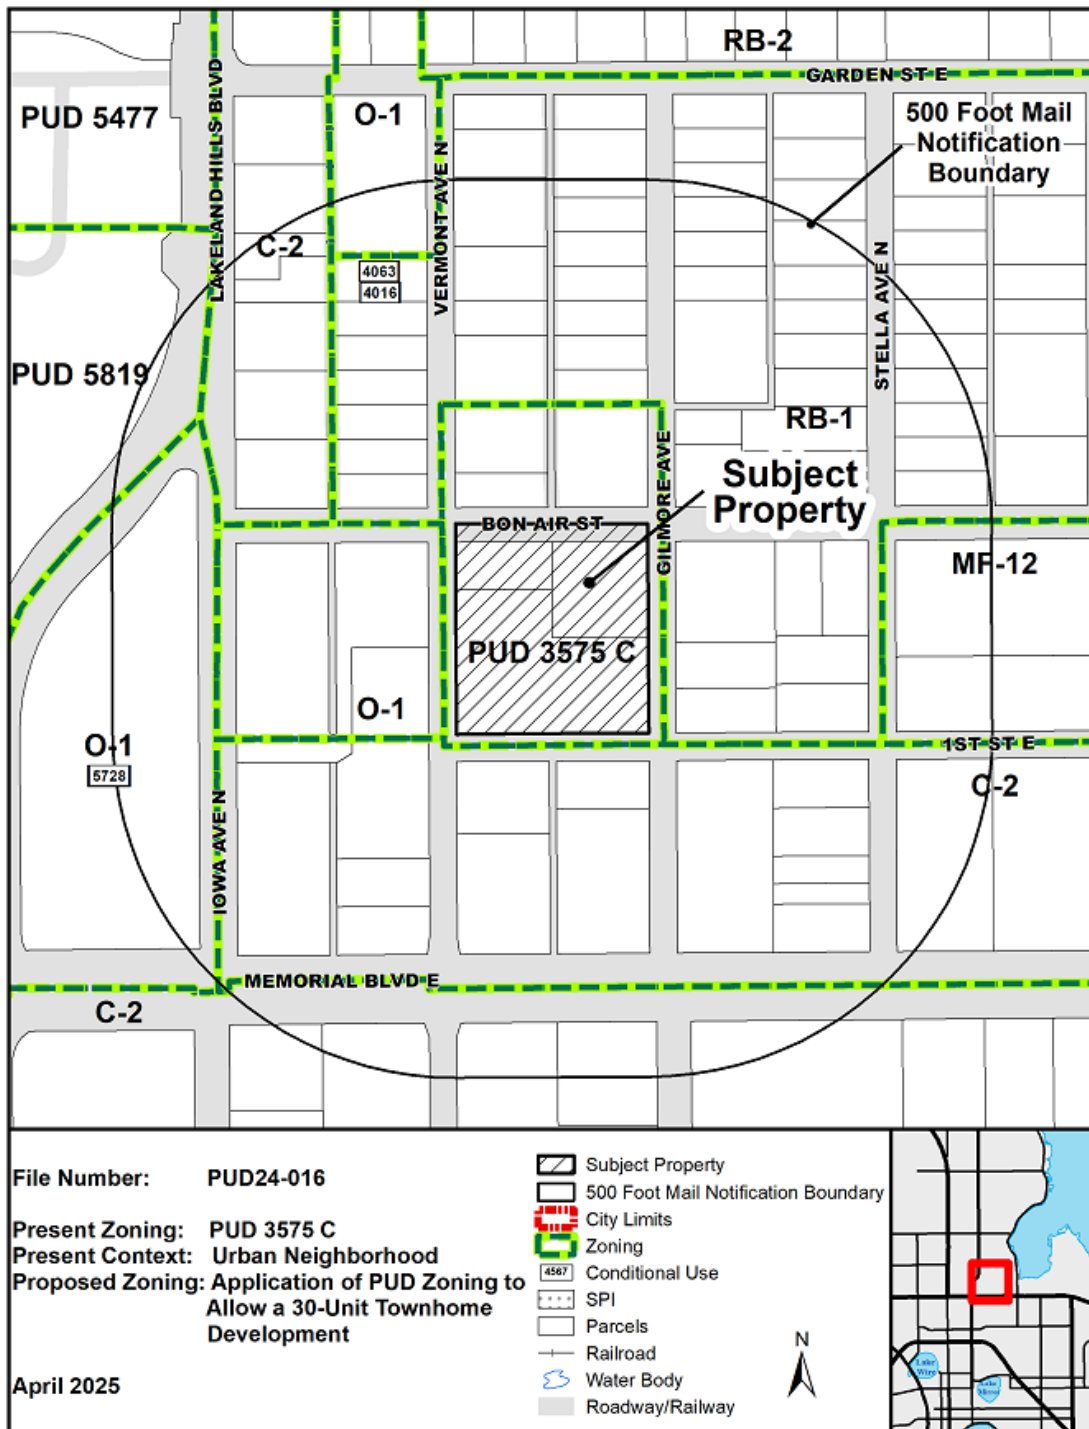 RB-2
GARDEN ST E
PUD 5477
O-1
500 Foot Mail
Notification
Boundary
LAKELAND HILLS BLVD
VERMONT AVE N
C-2
4063
4016
STELLA AVE N
PUD 5819
RB-1
GILMORE AVE
Subject
Property
BON AIR ST
MF-12
PUD 3575 C
O-1
O-1
5728
1ST ST E
C-2
IOWA AVE N
MEMORIAL BLVD E
C-2
File Number: PUD24-016
Present Zoning: PUD 3575 C
Present Context: Urban Neighborhood
Proposed Zoning: Application of PUD Zoning to
Allow a 30-Unit Townhome
Development
April 2025
Subject Property
500 Foot Mail Notification Boundary
City Limits
Zoning
4567 Conditional Use
SPI
Parcels
Railroad
Water Body
Roadway/Railway
N
Lake
Wire
Lake
Mirror